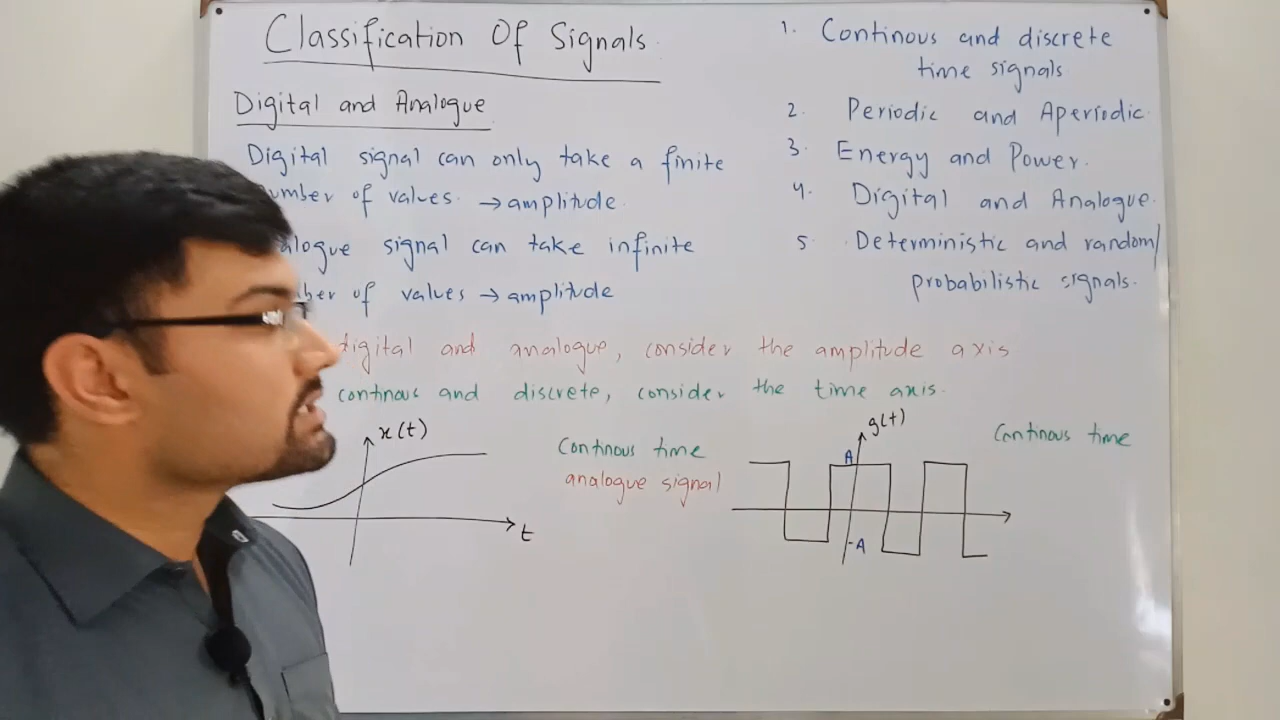 Classification Of Signals.
Digital and Analogue
Digital signal can only take a finite
number of values. → amplitude.
alogue signal can take infinite
ber of values → amplitude
digital and analogue, consider the amplitude axis
continous and discrete, consider the time axis.
x(t)
t
Continous time
analogue signal
g(t)
A
-A
Continous time
1. Continous and discrete
time signals
2. Periodic and Aperiodic.
3. Energy and Power.
4. Digital and Analogue.
5. Deterministic and random/
probabilistic signals.